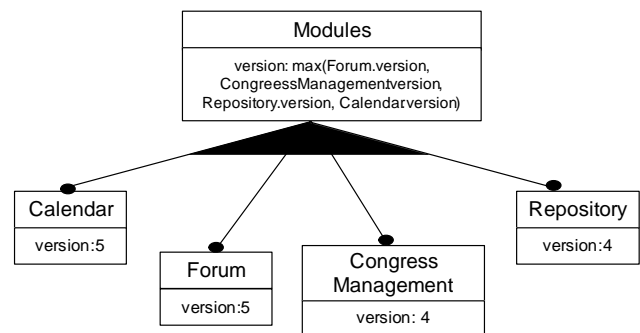 Modules
version: max(Forum.version,
CongreessManagement.version,
Repository.version, Calendar.version)
Calendar
version:5
Forum
version:5
Congress
Management
version: 4
Repository
version:4